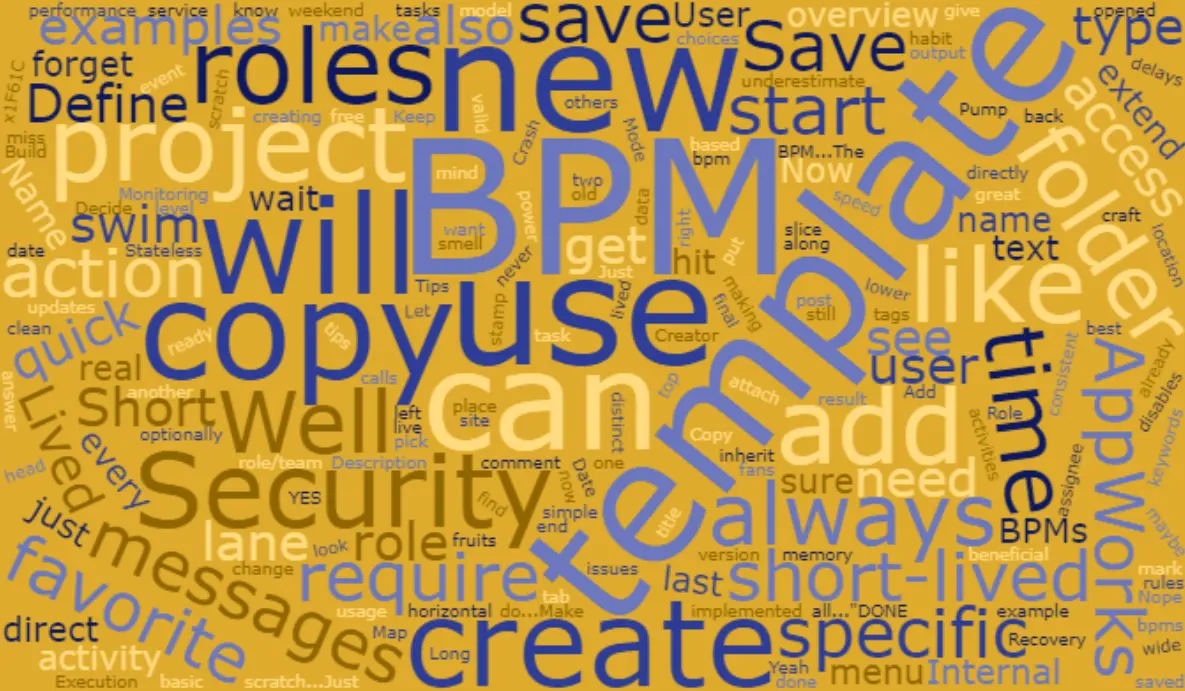 performance service know weekend tasks model
examples make also save User choices overview give opened type
forget event roles new Save habit output
Define x1F61C scratch creating free Keep valid others underestimate start Pump back delays extend
miss Build project Crash Mode based bpm BPM...The Now directly access
Name Monitoring wait mind BPM two old data speed great folder
Decide level swim will want smell power right slice along name craft location
date Stateless action get Just hit put like text
updates Tips never lived making final post still lower tags
clean quick copy Let use stamp task Creator template see time best already
ready tips real calls user consistent AppWorks disables
answer Lived Short another Well can top attach result Add add Role
optionally left live pick place site distinct Copy inherit activities keywords
head every role/team Description comment one fans sure need assignee
Security YES find now Date simple end title always BPMs maybe
just messages lane look role fruits version memory beneficial mark
favorite change require tab issues last short-lived rules Nope
usage horizontal do...Make implemented all..."DONE example bpms
direct Map create specific Recovery wide
activity Long Yeah menu Internal
Execution basic scratch...Just done saved